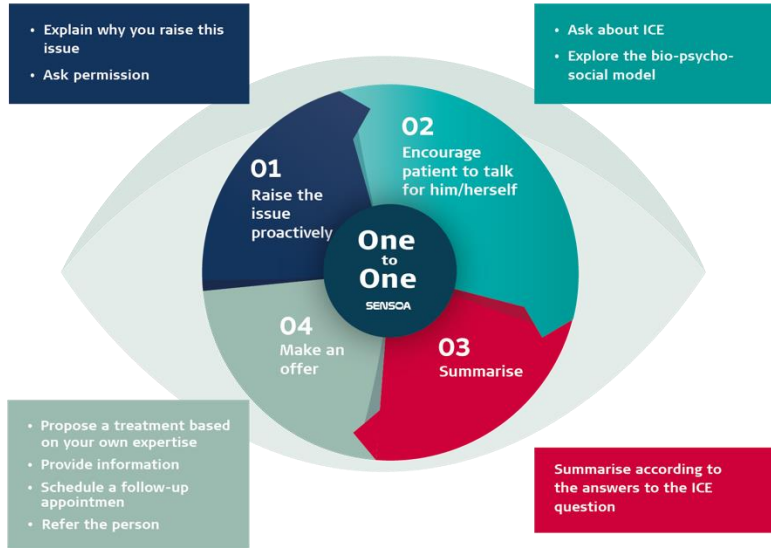 • Explain why you raise this
issue
• Ask permission
• Ask about ICE
• Explore the bio-psycho-
social model
01
Raise the
issue
proactively
02
Encourage
patient to talk
for him/herself
One
to
One
SENSOA
04
Make an
offer
03
Summarise
• Propose a treatment based
on your own expertise
• Provide information
• Schedule a follow-up
appointmen
• Refer the person
Summarise according to
the answers to the ICE
question